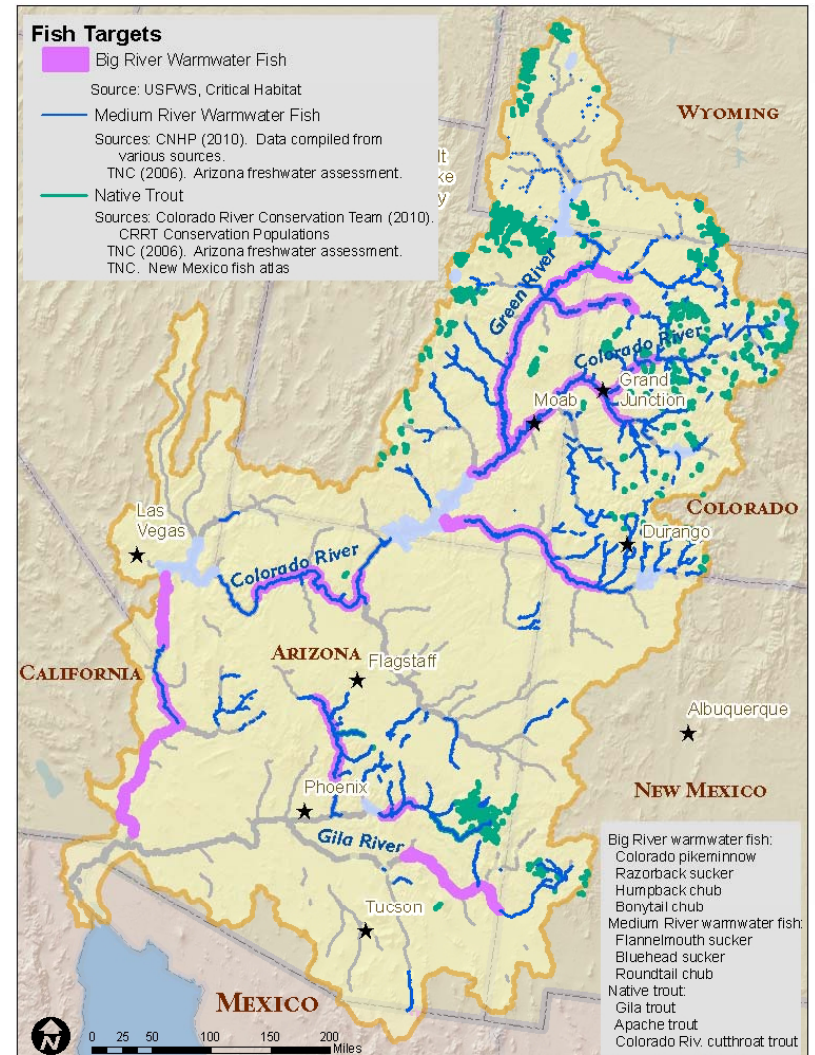 Fish Targets
Big River Warmwater Fish
Source: USFWS, Critical Habitat
Medium River Warmwater Fish
Sources: CNHP (2010). Data compiled from
various sources.
TNC (2006). Arizona freshwater assessment.
Native Trout
Sources: Colorado River Conservation Team (2010).
CRRT Conservation Populations
TNC (2006). Arizona freshwater assessment.
TNC. New Mexico fish atlas
WYOMING
lt
ke
y
Green River
Colorado River
Grand
Junction
Moab
COLORADO
Durango
Las
Vegas
Colorado River
CALIFORNIA
ARIZONA
Flagstaff
Albuquerque
NEW MEXICO
Phoenix
Gila River
Tucson
MEXICO
Big River warmwater fish:
Colorado pikeminnow
Razorback sucker
Humpback chub
Bonytail chub
Medium River warmwater fish:
Flannelmouth sucker
Bluehead sucker
Roundtail chub
Native trout:
Gila trout
Apache trout
Colorado Riv. cutthroat trout
N
0 25 50 100 150 200
Miles